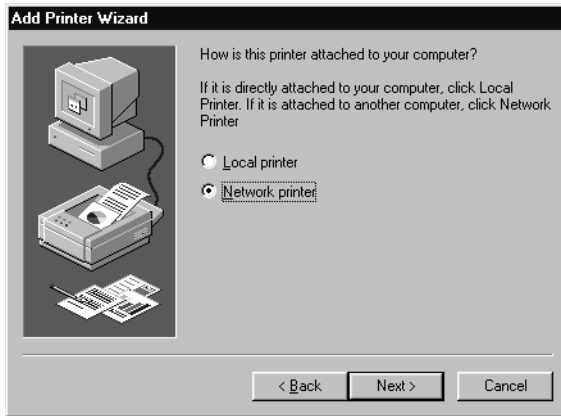 Add Printer Wizard
How is this printer attached to your computer?
If it is directly attached to your computer, click Local
Printer. If it is attached to another computer, click Network
Printer
Local printer
Network printer
< Back
Next >
Cancel